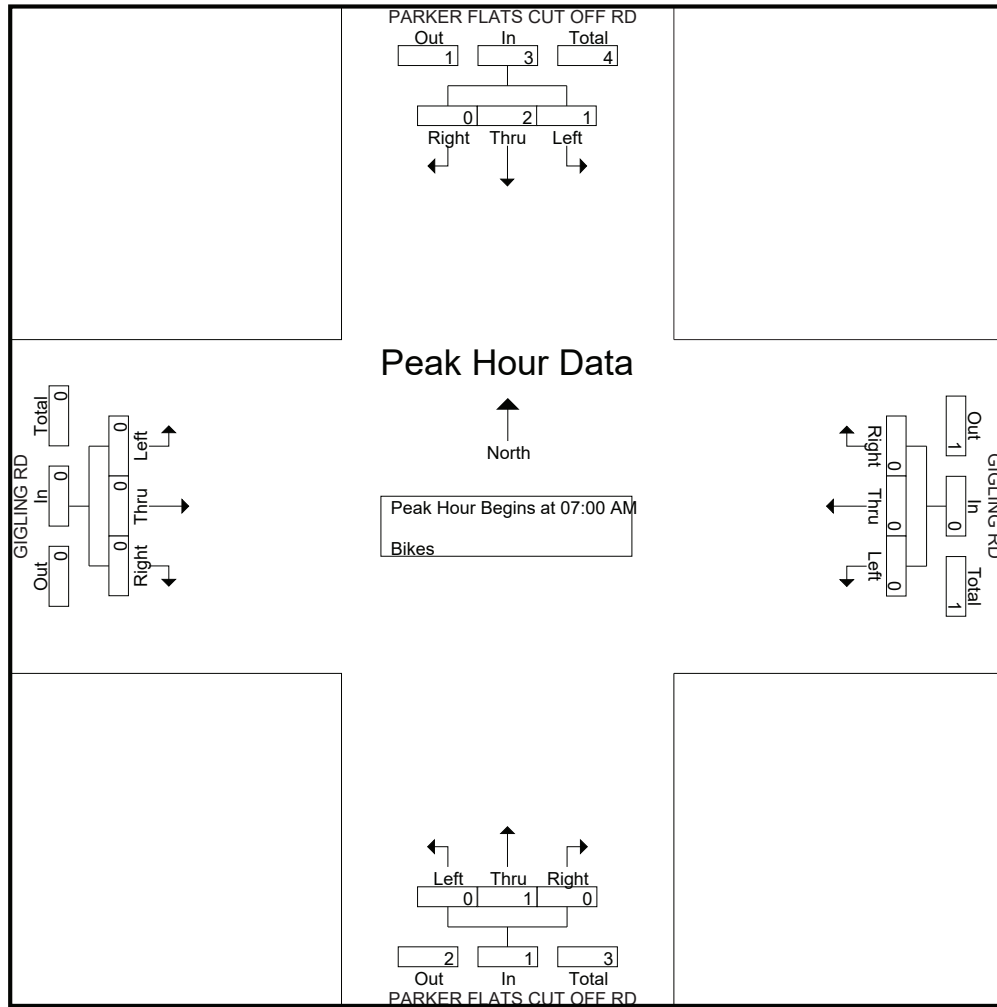 PARKER FLATS CUT OFF RD
Out In Total
1 3 4
0 2 1
Right Thru Left
Peak Hour Data
North
Peak Hour Begins at 07:00 AM
Bikes
GIGLING RD
Out In Total
0 0 0
0 0 0
Right Thru Left
GIGLING RD
Out In Total
1 0 1
0 0 0
Right Thru Left
Left Thru Right
0 1 0
2 1 3
Out In Total
PARKER FLATS CUT OFF RD